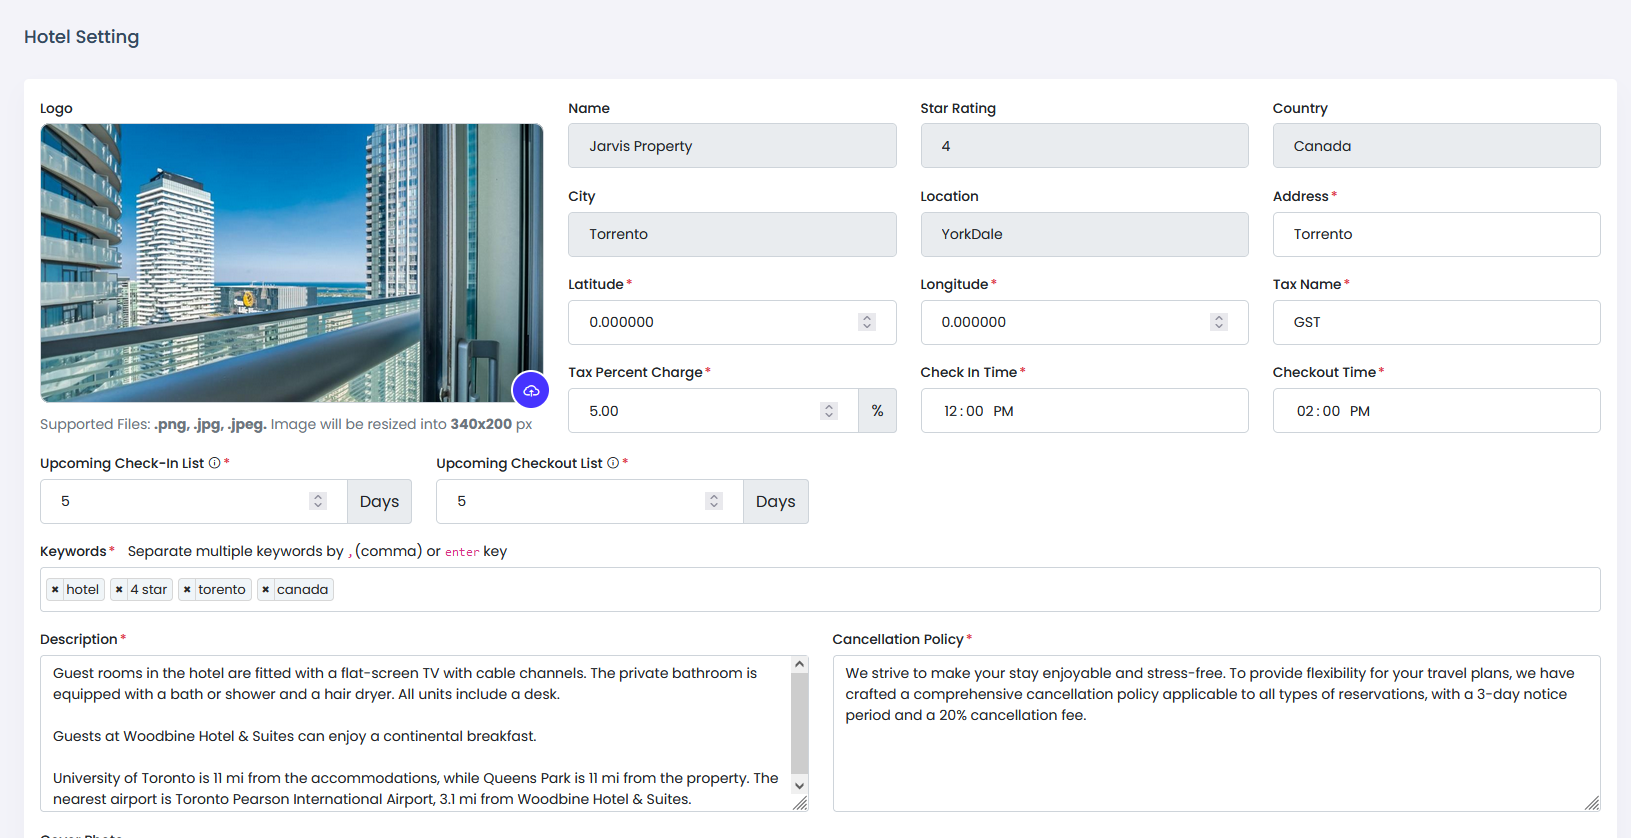 Hotel Setting
Logo
Name
Star Rating
Country
Jarvis Property
4
Canada
City
Location
Address*
Torrento
YorkDale
Torrento
Latitude*
Longitude*
Tax Name*
0.000000
0.000000
GST
Tax Percent Charge*
Check In Time*
Checkout Time*
5.00
%
12:00 PM
02:00 PM
Supported Files: .png, .jpg, .jpeg. Image will be resized into 340x200 px
Upcoming Check-In List *
Upcoming Checkout List *
5
Days
5
Days
Keywords* Separate multiple keywords by , (comma) or enter key
× hotel × 4 star × torento × canada
Description*
Guest rooms in the hotel are fitted with a flat-screen TV with cable channels. The private bathroom is
equipped with a bath or shower and a hair dryer. All units include a desk.
Guests at Woodbine Hotel & Suites can enjoy a continental breakfast.
University of Toronto is 11 mi from the accommodations, while Queens Park is 11 mi from the property. The
nearest airport is Toronto Pearson International Airport, 3.1 mi from Woodbine Hotel & Suites.
Cancellation Policy*
We strive to make your stay enjoyable and stress-free. To provide flexibility for your travel plans, we have
crafted a comprehensive cancellation policy applicable to all types of reservations, with a 3-day notice
period and a 20% cancellation fee.
Cover Photo